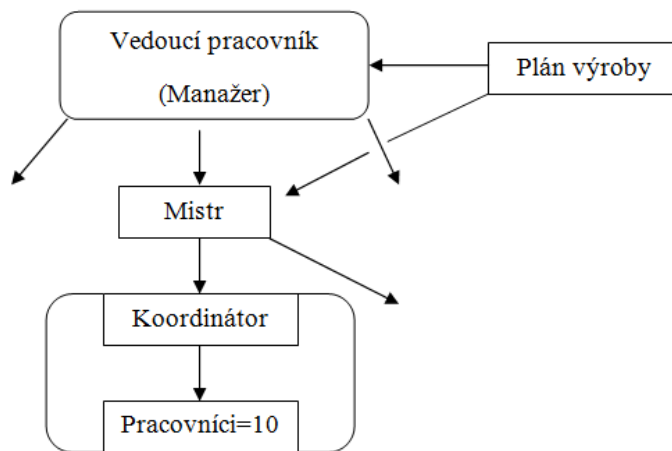 Vedoucí pracovník
(Manažer)
Plán výroby
Mistr
Koordinátor
Pracovníci=10